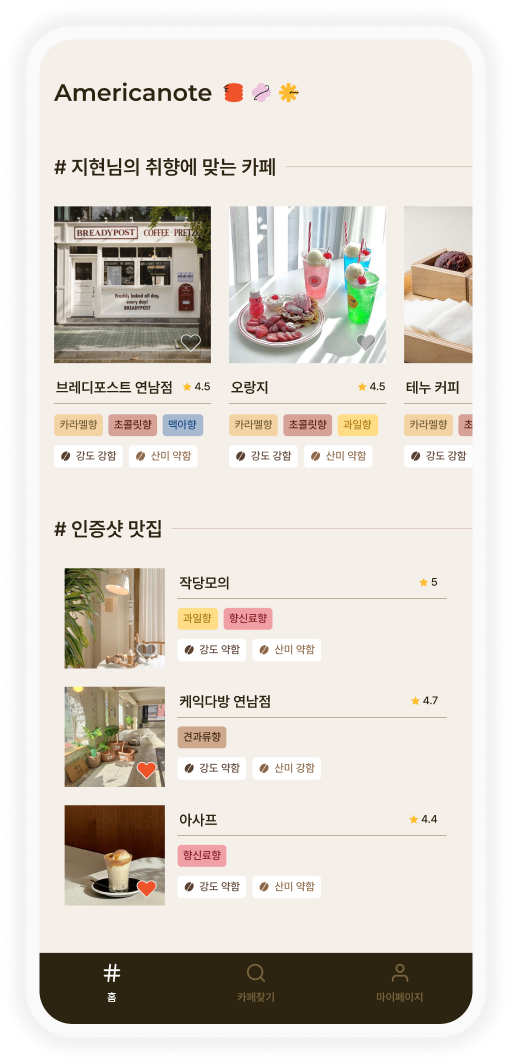 Americanote
# 지현님의 취향에 맞는 카페
BREADYPOST COFFEE · PRETZ
Freshly baked all day,
every day!
BREADYPOST
브레디포스트 연남점 4.5
카라멜향 초콜릿향 맥아향
강도 강함 산미 약함
오랑지 4.5
카라멜향 초콜릿향 과일향
강도 강함 산미 약함
테누 커피
카라멜향 초
강도 강함
# 인증샷 맛집
작당모의 5
과일향 향신료향
강도 약함 산미 약함
케익다방 연남점 4.7
견과류향
강도 약함 산미 강함
아사프 4.4
향신료향
강도 약함 산미 약함
홈 카페찾기 마이페이지